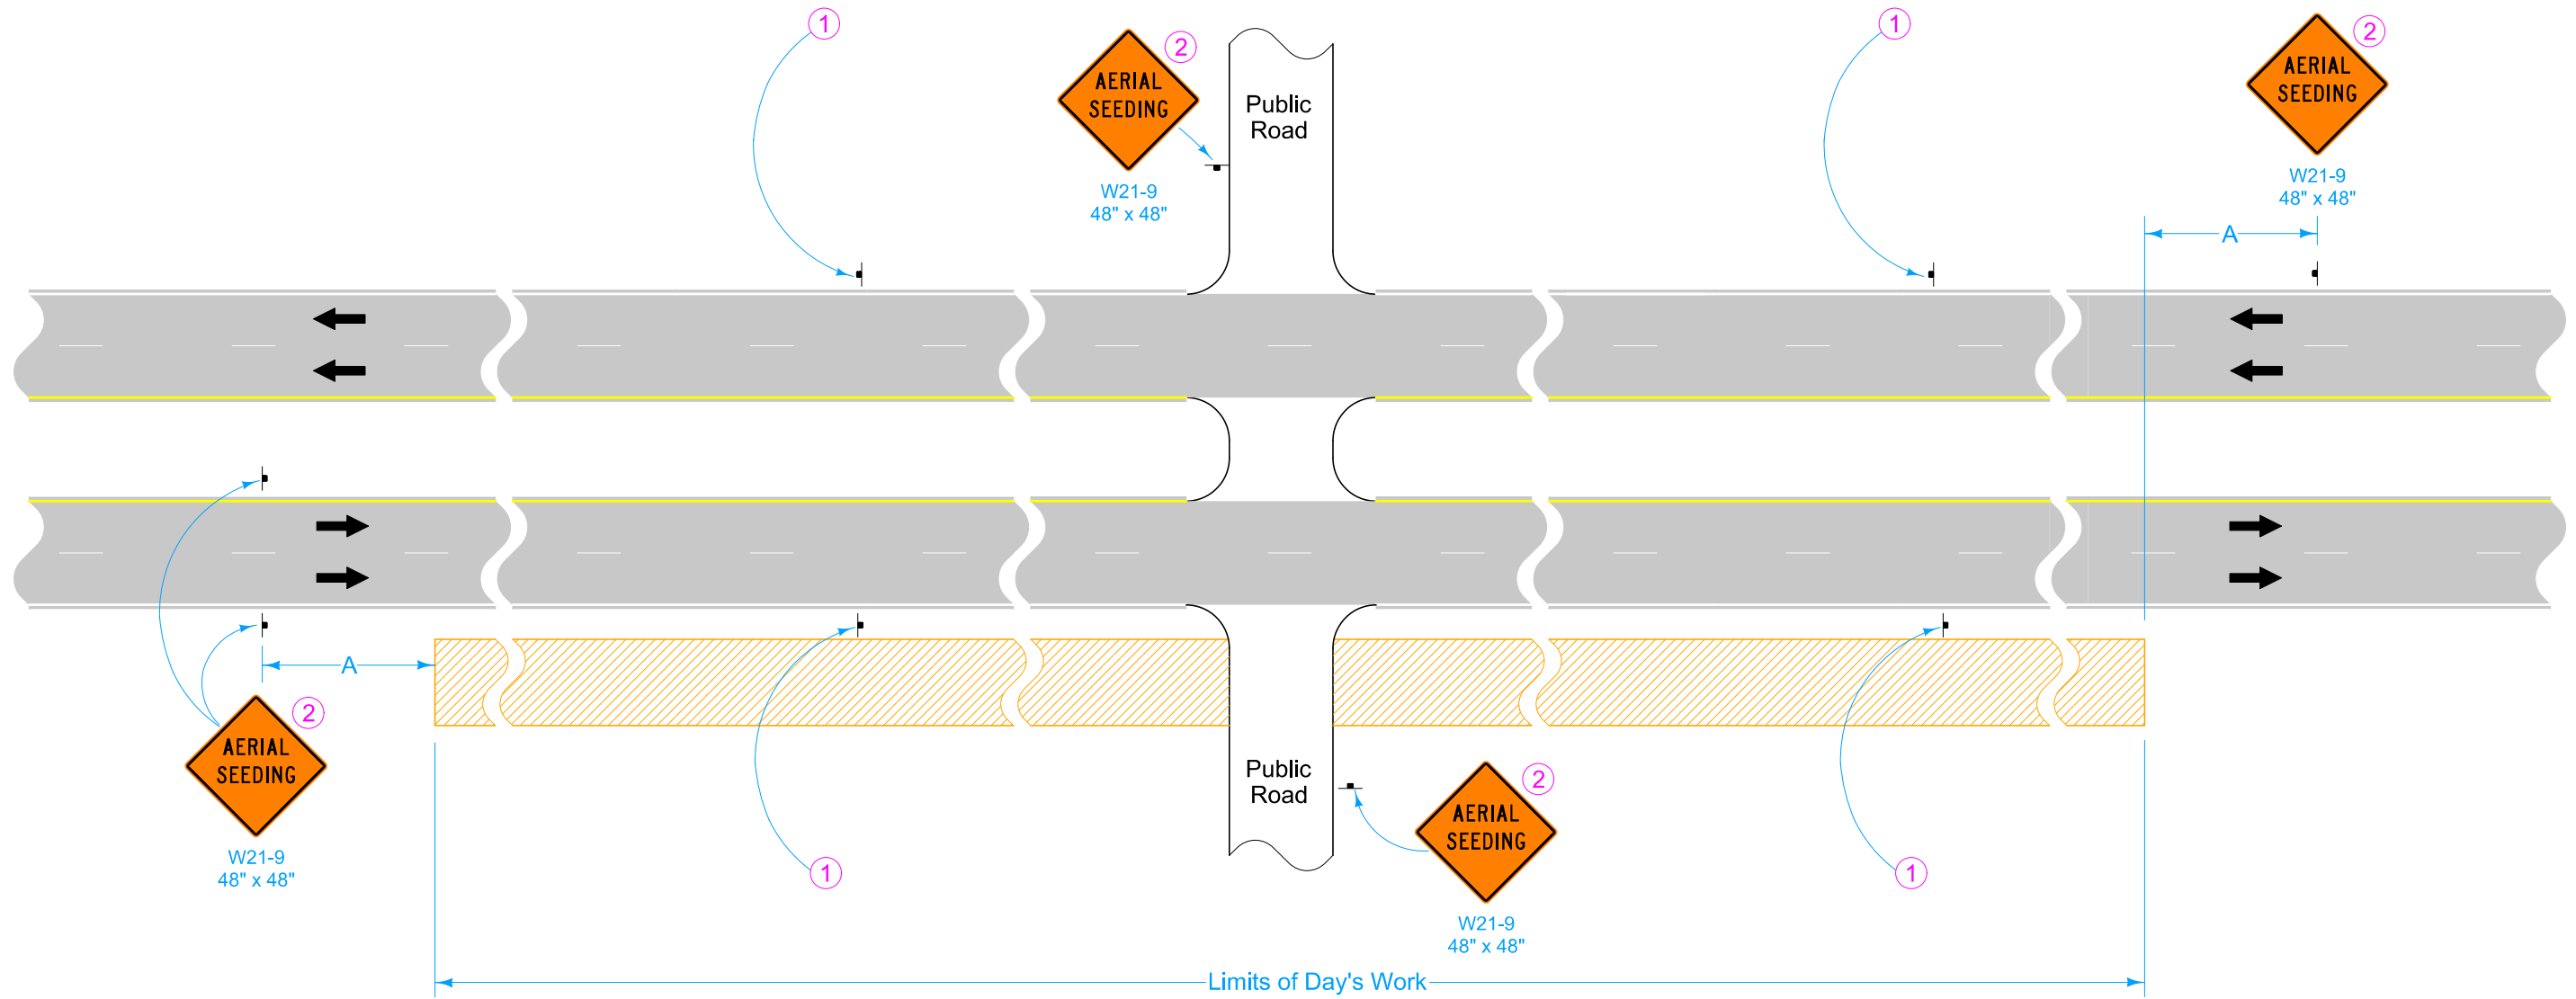 1
1
2
2
AERIAL
SEEDING
AERIAL
SEEDING
Public
Road
W21-9
48" x 48"
W21-9
48" x 48"
A
A
2
AERIAL
SEEDING
W21-9
48" x 48"
Public
Road
2
AERIAL
SEEDING
W21-9
48" x 48"
1
1
Limits of Day's Work